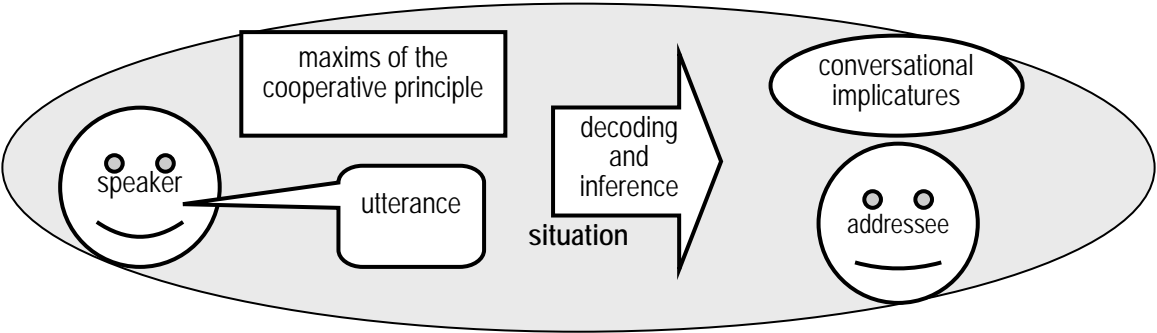 maxims of the
cooperative principle
speaker
utterance
decoding
and
inference
situation
conversational
implicatures
addressee